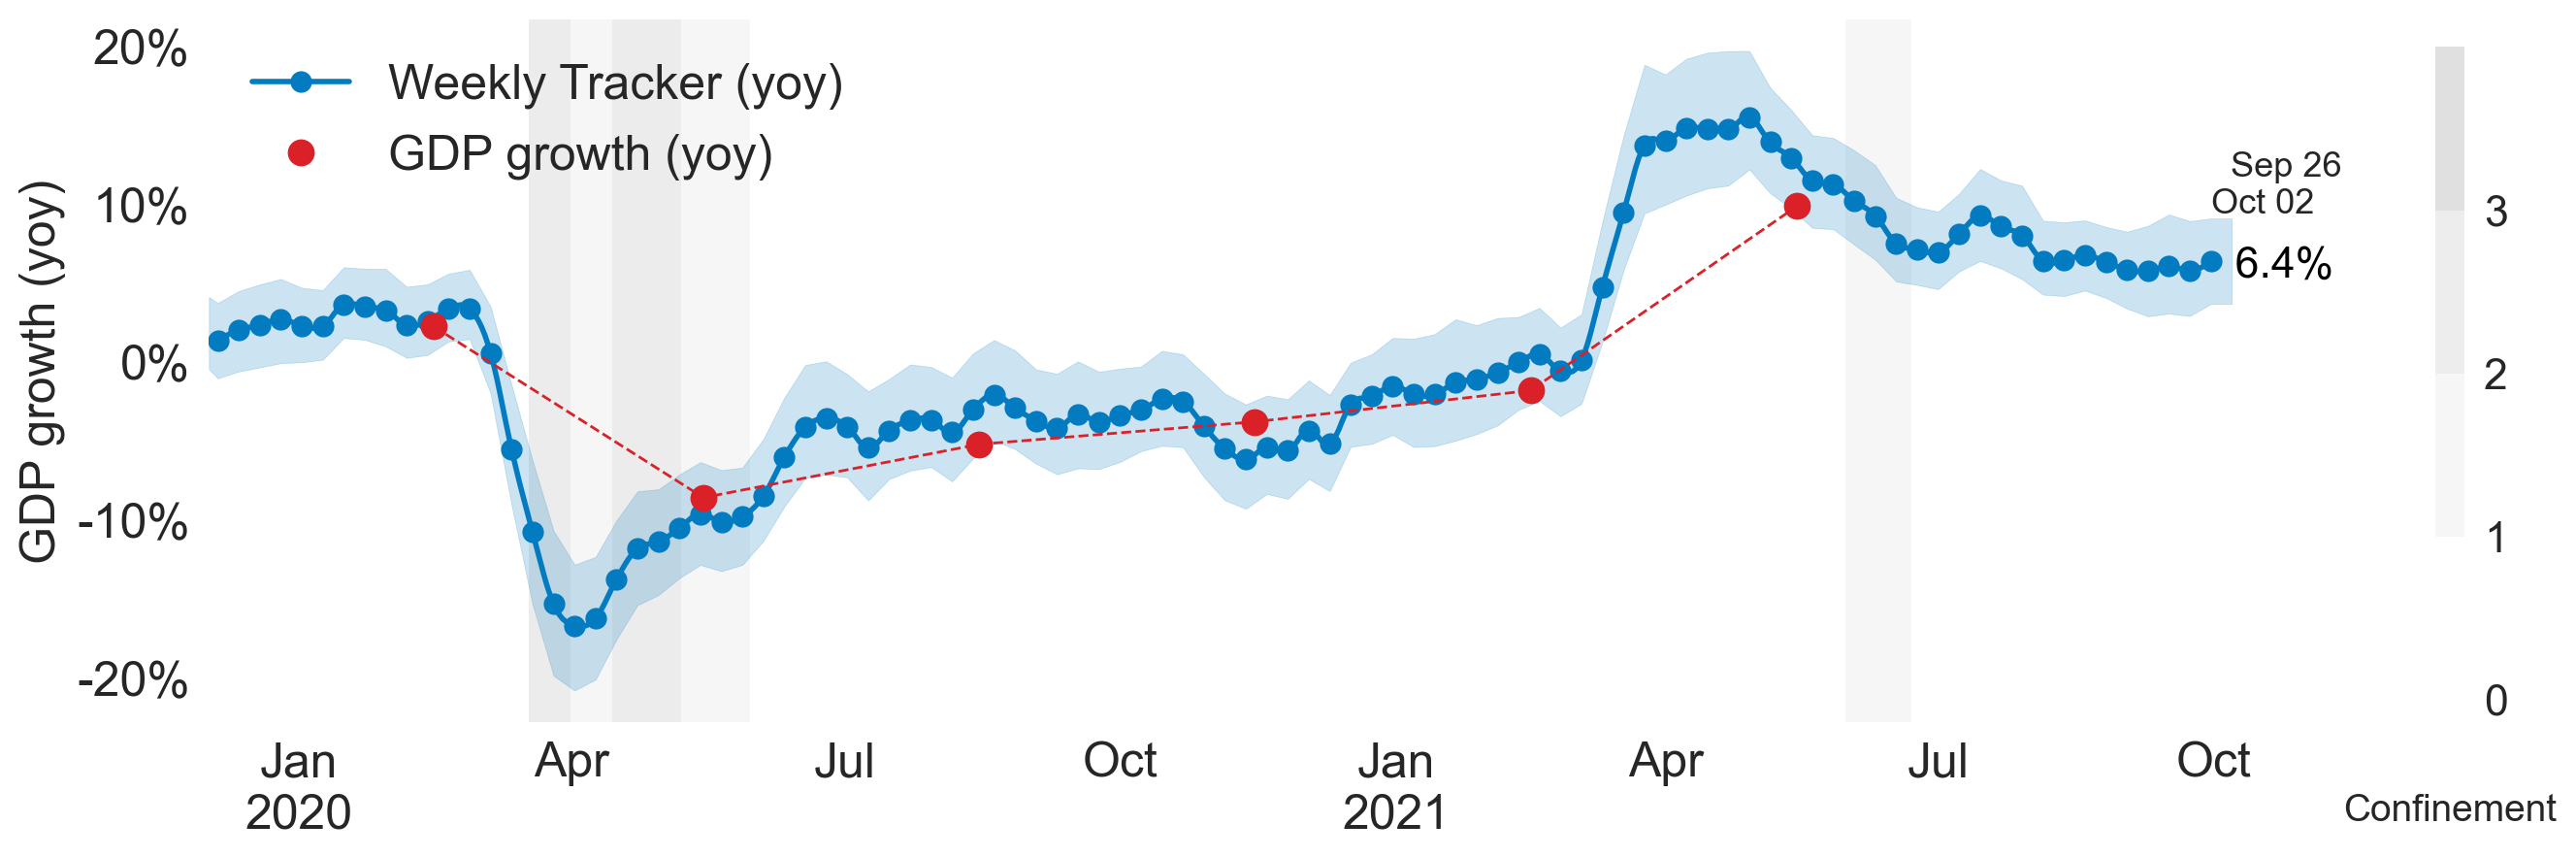 Weekly Tracker (yoy)
GDP growth (yoy)
GDP growth (yoy)
20%
10%
0%
-10%
-20%
Sep 26
Oct 02
6.4%
3
2
1
0
Jan
2020
Apr
Jul
Oct
Jan
2021
Apr
Jul
Oct
Confinement